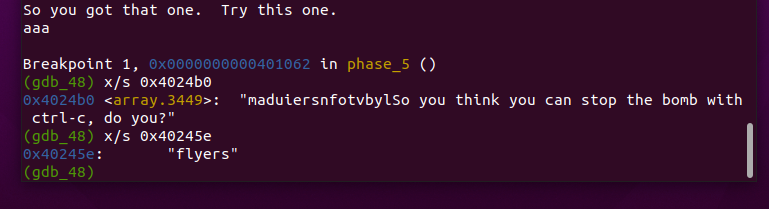 So you got that one.  Try this one.
aaa
Breakpoint 1, 0x0000000000401062 in phase_5 ()
(gdb_48) x/s 0x4024b0
0x4024b0 <array.3449>:  "maduiersnfotvbylSo you think you can stop the bomb with
 ctrl-c, do you?"
(gdb_48) x/s 0x40245e
0x40245e:       "flyers"
(gdb_48)